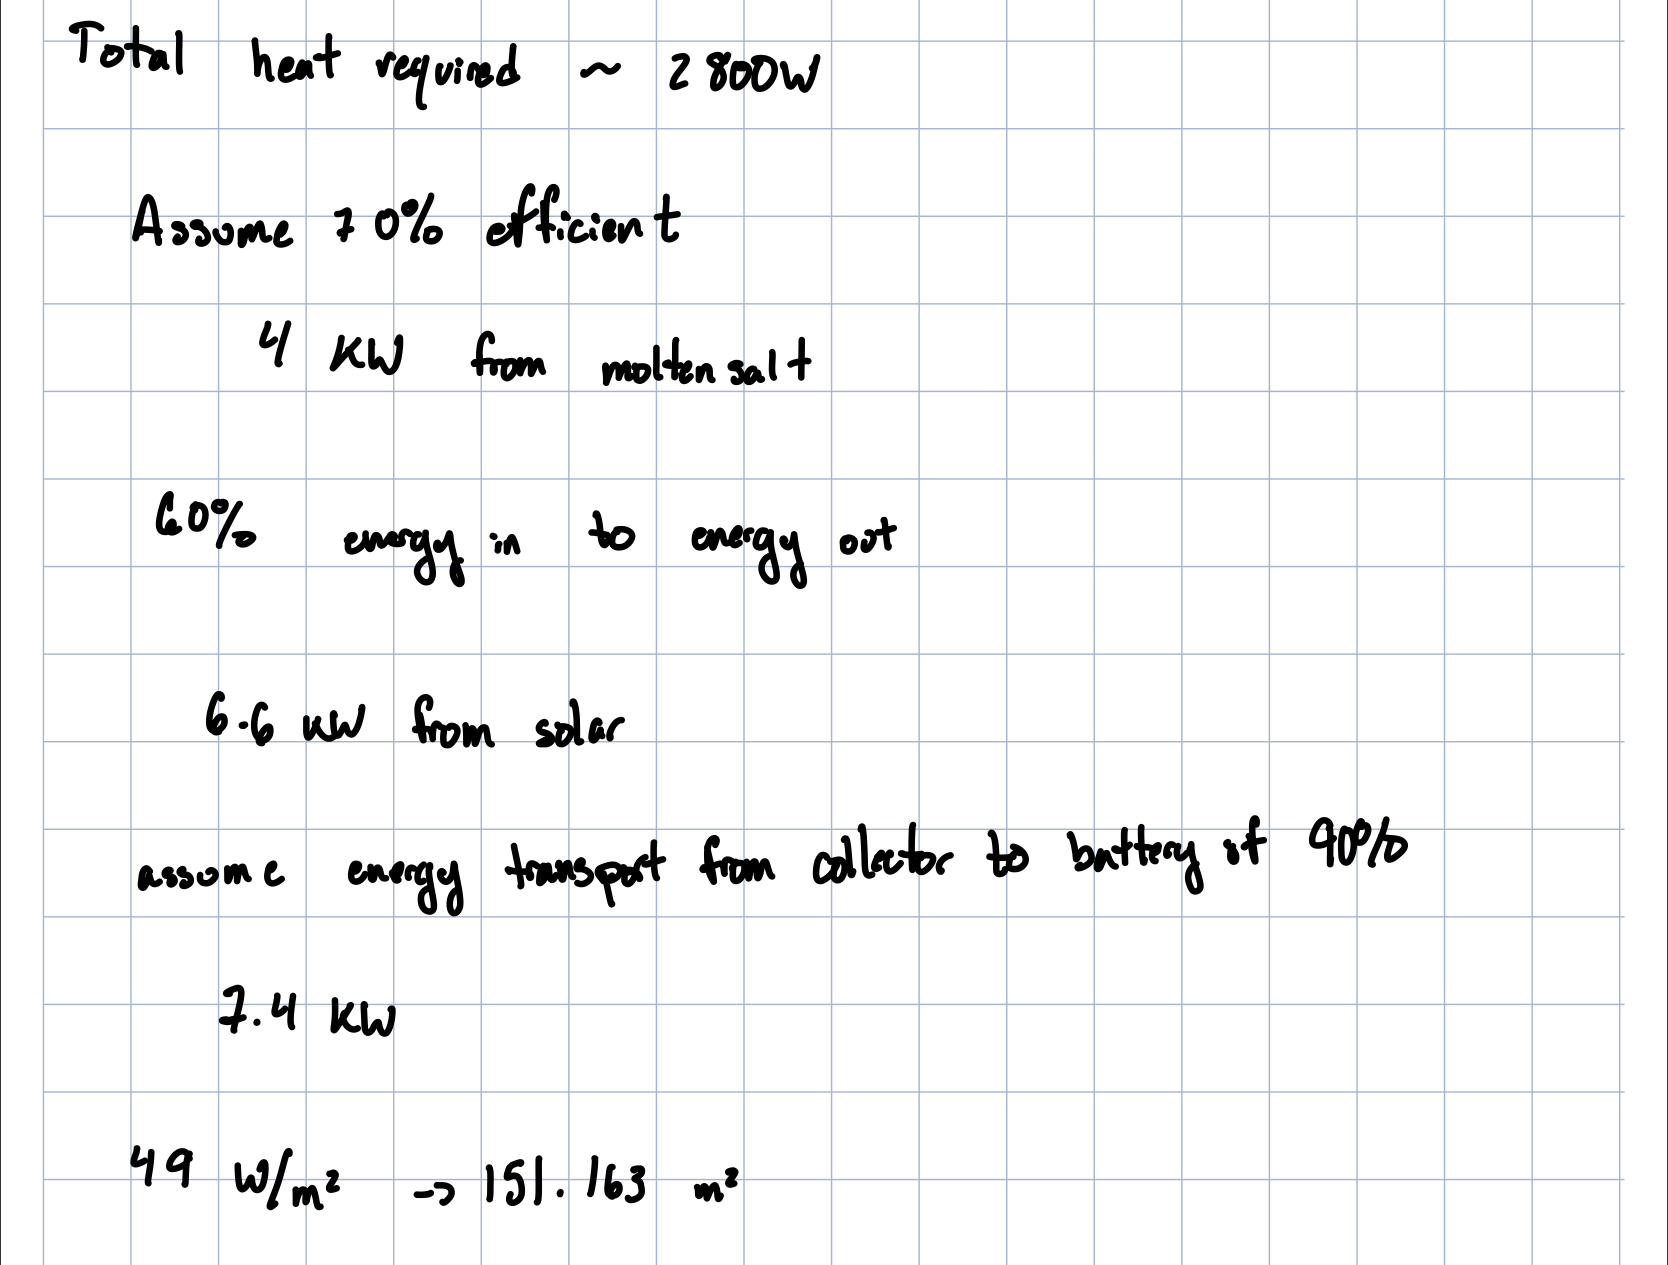 Total heat required ~ 2800W
Assume 70% efficient
4 KW from molten salt
60% energy in to energy out
6.6 kW from solar
assume energy transport from collector to battery of 90%
7.4 KW
49 W/m² -> 151.163 m²